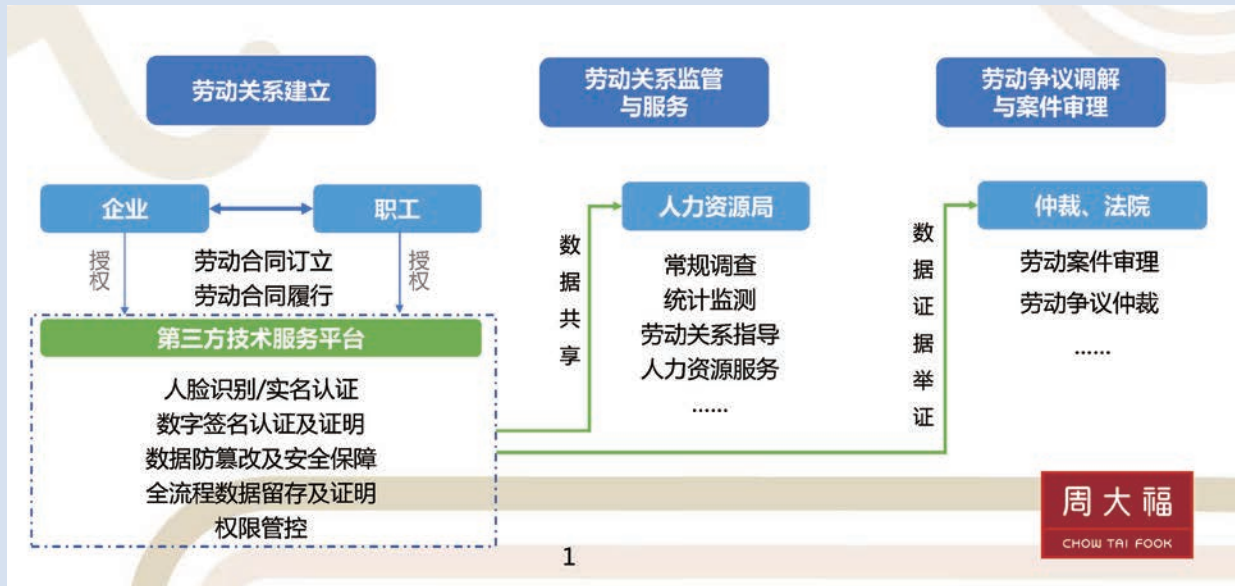 劳动关系建立
劳动关系监管
与服务
劳动争议调解
与案件审理
企业
职工
授权
劳动合同订立
劳动合同履行
授权
第三方技术服务平台
人脸识别/实名认证
数字签名认证及证明
数据防篡改及安全保障
全流程数据留存及证明
权限管控
数据共享
人力资源局
常规调查
统计监测
劳动关系指导
人力资源服务
......
数据证据举证
仲裁、法院
劳动案件审理
劳动争议仲裁
......
周大福
CHOW TAI FOOK
1